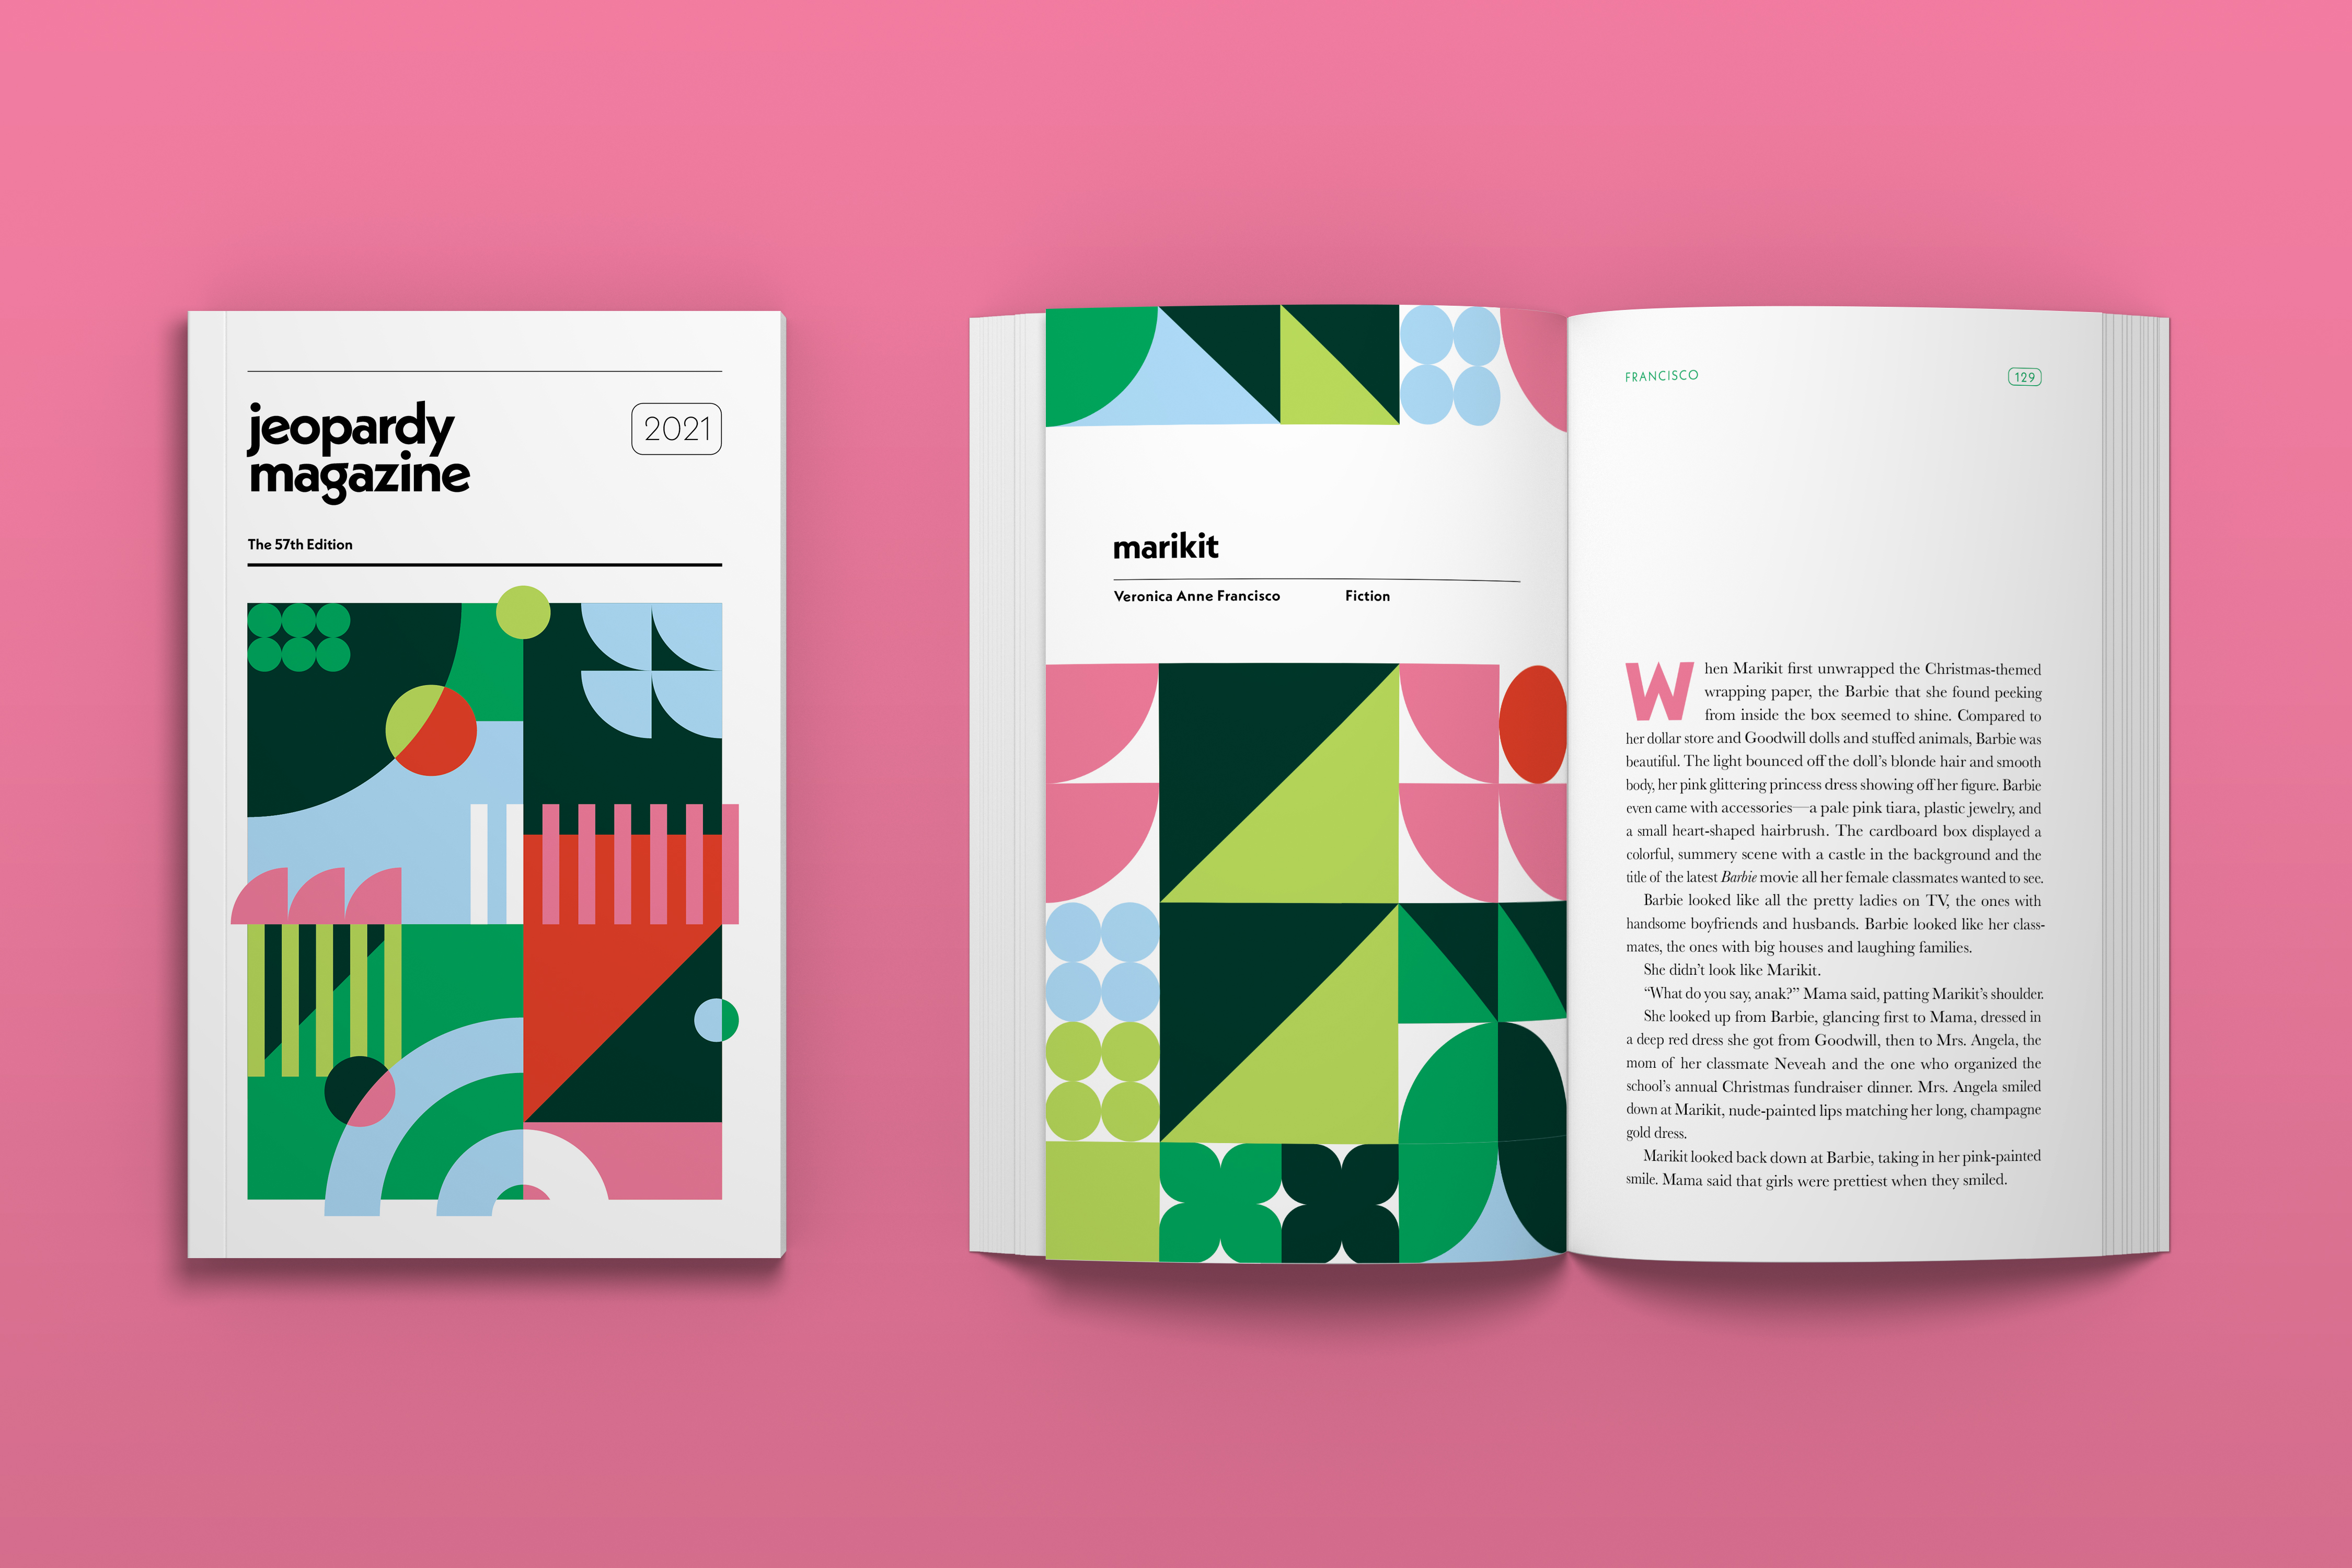 jeopardy
magazine
2021
The 57th Edition
marikit
Veronica Anne Francisco Fiction
FRANCISCO 129
When Marikit first unwrapped the Christmas-themed
wrapping paper, the Barbie that she found peeking
from inside the box seemed to shine. Compared to
her dollar store and Goodwill dolls and stuffed animals, Barbie was
beautiful. The light bounced off the doll's blonde hair and smooth
body, her pink glittering princess dress showing off her figure. Barbie
even came with accessories—a pale pink tiara, plastic jewelry, and
a small heart-shaped hairbrush. The cardboard box displayed a
colorful, summery scene with a castle in the background and the
title of the latest Barbie movie all her female classmates wanted to see.
Barbie looked like all the pretty ladies on TV, the ones with
handsome boyfriends and husbands. Barbie looked like her class-
mates, the ones with big houses and laughing families.
She didn't look like Marikit.
“What do you say, anak?” Mama said, patting Marikit's shoulder.
She looked up from Barbie, glancing first to Mama, dressed in
a deep red dress she got from Goodwill, then to Mrs. Angela, the
mom of her classmate Neveah and the one who organized the
school's annual Christmas fundraiser dinner. Mrs. Angela smiled
down at Marikit, nude-painted lips matching her long, champagne
gold dress.
Marikit looked back down at Barbie, taking in her pink-painted
smile. Mama said that girls were prettiest when they smiled.